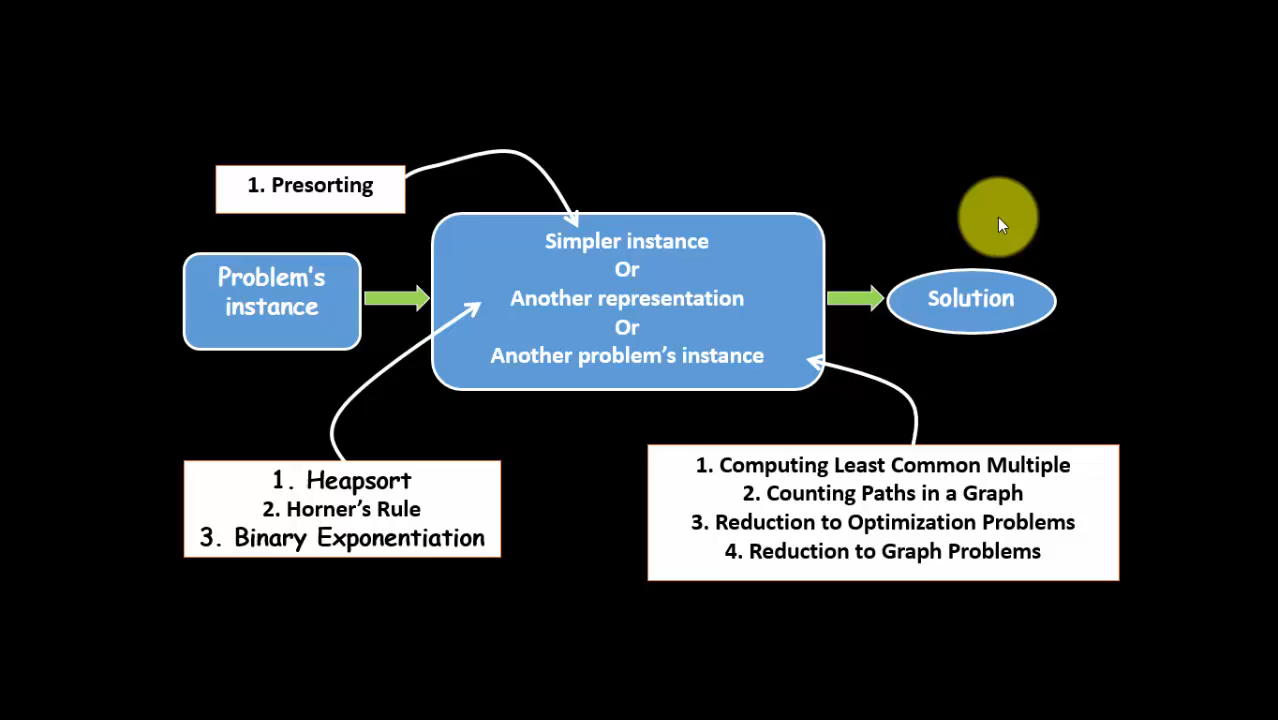 1. Presorting
Problem's
instance
Simpler instance
Or
Another representation
Or
Another problem’s instance
Solution
1. Heapsort
2. Horner’s Rule
3. Binary Exponentiation
1. Computing Least Common Multiple
2. Counting Paths in a Graph
3. Reduction to Optimization Problems
4. Reduction to Graph Problems